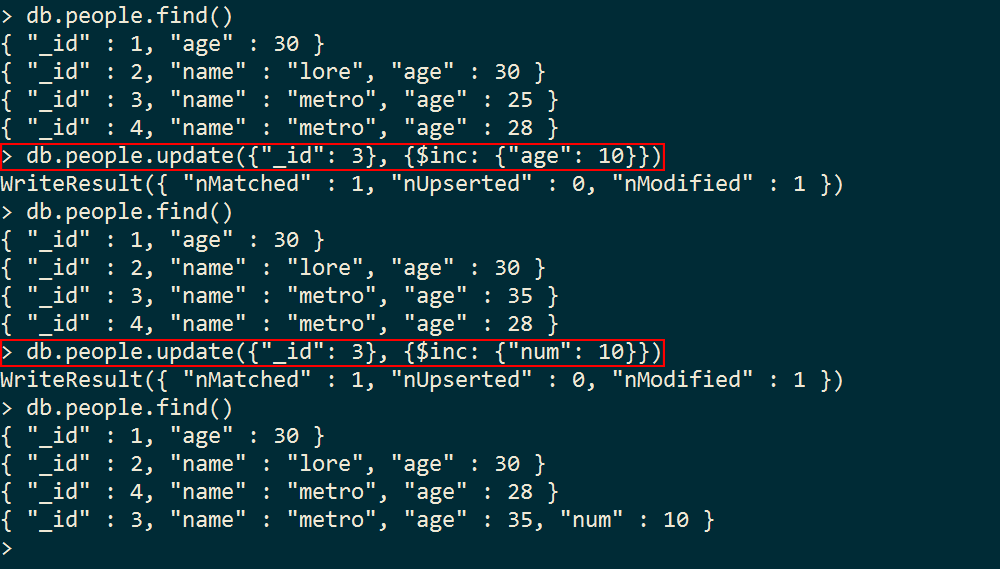 > db.people.find()
{ "_id" : 1, "age" : 30 }
{ "_id" : 2, "name" : "lore", "age" : 30 }
{ "_id" : 3, "name" : "metro", "age" : 25 }
{ "_id" : 4, "name" : "metro", "age" : 28 }
> db.people.update({"_id": 3}, {$inc: {"age": 10}})
WriteResult({ "nMatched" : 1, "nUpserted" : 0, "nModified" : 1 })
> db.people.find()
{ "_id" : 1, "age" : 30 }
{ "_id" : 2, "name" : "lore", "age" : 30 }
{ "_id" : 3, "name" : "metro", "age" : 35 }
{ "_id" : 4, "name" : "metro", "age" : 28 }
> db.people.update({"_id": 3}, {$inc: {"num": 10}})
WriteResult({ "nMatched" : 1, "nUpserted" : 0, "nModified" : 1 })
> db.people.find()
{ "_id" : 1, "age" : 30 }
{ "_id" : 2, "name" : "lore", "age" : 30 }
{ "_id" : 4, "name" : "metro", "age" : 28 }
{ "_id" : 3, "name" : "metro", "age" : 35, "num" : 10 }
>